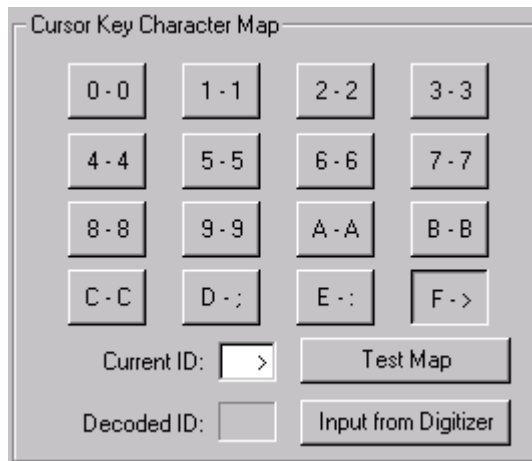 Cursor Key Character Map
0 - 0 1 - 1 2 - 2 3 - 3
4 - 4 5 - 5 6 - 6 7 - 7
8 - 8 9 - 9 A - A B - B
C - C D - ; E - : F - >
Current ID: > Test Map
Decoded ID: Input from Digitizer